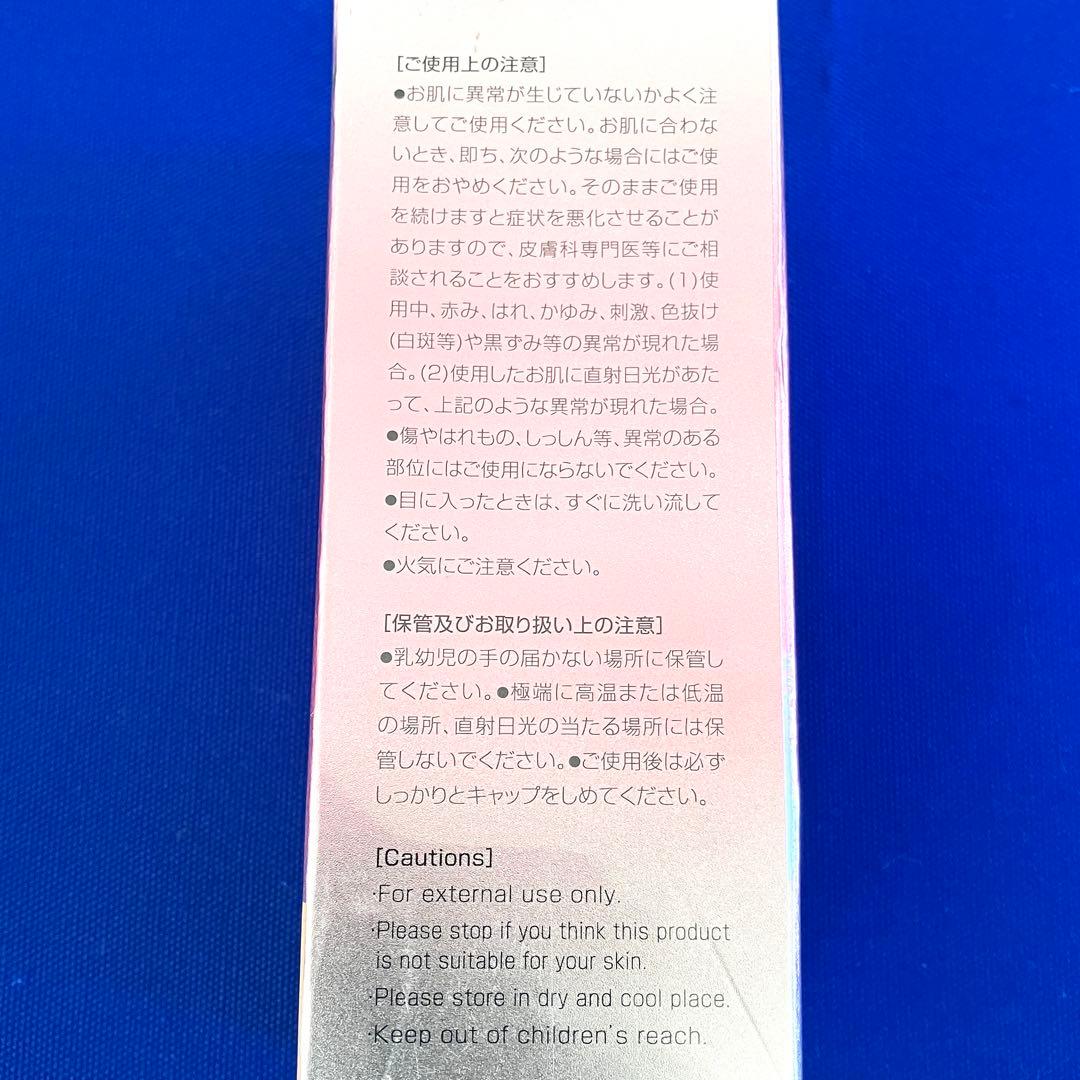 [ご使用上の注意]
●お肌に異常が生じていないかよく注
意してご使用ください。お肌に合わな
いとき、即ち、次のような場合にはご使
用をおやめください。そのままご使用
を続けますと症状を悪化させることが
ありますので、皮膚科専門医等にご相
談されることをおすすめします。(1)使
用中、赤み、はれ、かゆみ、刺激、色抜け
(白斑等)や黒ずみ等の異常が現れた場
合。(2)使用したお肌に直射日光があた
って、上記のような異常が現れた場合。
●傷やはれもの、しっしん等、異常のある
部位にはご使用にならないでください。
●目に入ったときは、すぐに洗い流して
ください。
●火気にご注意ください。
[保管及びお取り扱い上の注意]
●乳幼児の手の届かない場所に保管し
てください。●極端に高温または低温
の場所、直射日光の当たる場所には保
管しないでください。●ご使用後は必ず
しっかりとキャップをしめてください。
[Cautions]
·For external use only.
·Please stop if you think this product
is not suitable for your skin.
·Please store in dry and cool place.
·Keep out of children's reach.